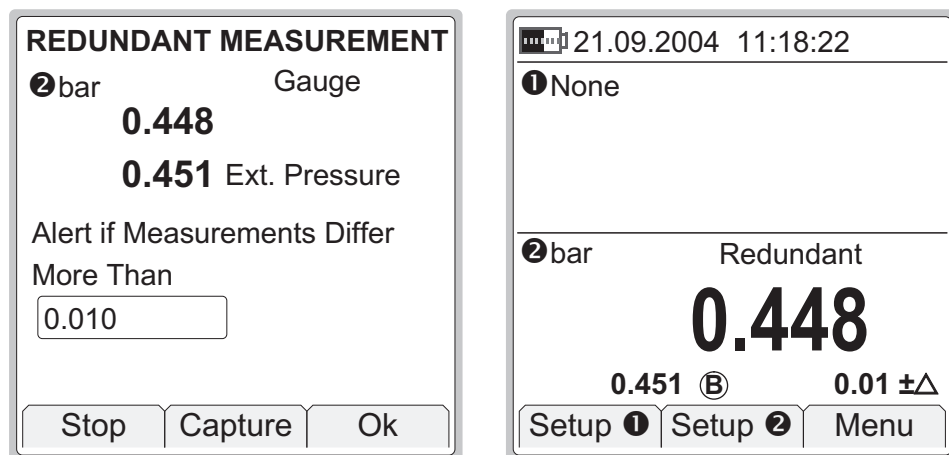 REDUNDANT MEASUREMENT
❷bar Gauge
0.448
0.451 Ext. Pressure
Alert if Measurements Differ
More Than
0.010
Stop Capture Ok
21.09.2004 11:18:22
❶None
❷bar Redundant
0.448
0.451 Ⓑ 0.01 ±△
Setup ❶ Setup ❷ Menu